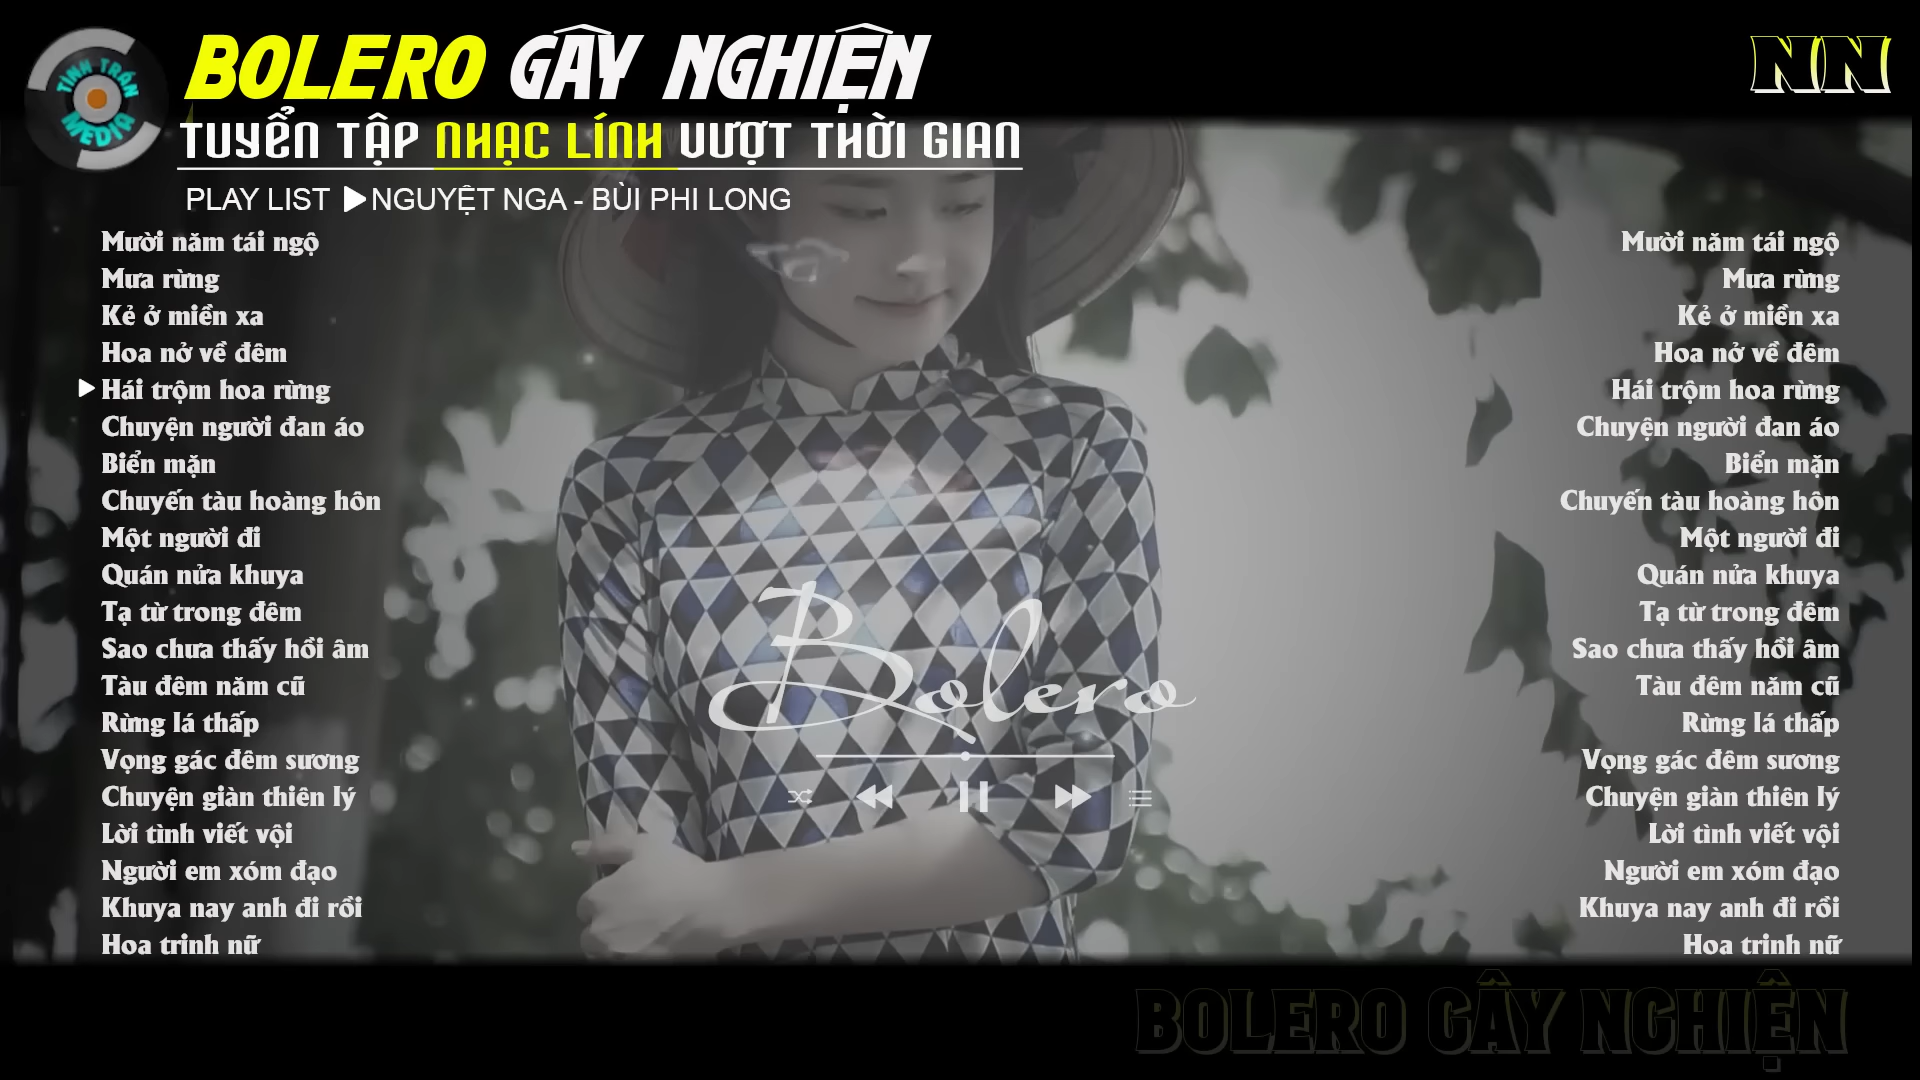 TÌNH TRẦN
MEDIA
BOLERO GÂY NGHIỆN
NN
TUYỂN TẬP NHẠC LÍNH VƯỢT THỜI GIAN
PLAY LIST ▶NGUYỆT NGA - BÙI PHI LONG
Mười năm tái ngộ
Mưa rừng
Kẻ ở miền xa
Hoa nở về đêm
Hái trộm hoa rừng
Chuyện người đan áo
Biển mặn
Chuyến tàu hoàng hôn
Một người đi
Quán nửa khuya
Tạ từ trong đêm
Sao chưa thấy hồi âm
Tàu đêm năm cũ
Rừng lá thấp
Vọng gác đêm sương
Chuyện giàn thiên lý
Lời tình viết vội
Người em xóm đạo
Khuya nay anh đi rồi
Hoa trinh nữ
Bolero
Mười năm tái ngộ
Mưa rừng
Kẻ ở miền xa
Hoa nở về đêm
Hái trộm hoa rừng
Chuyện người đan áo
Biển mặn
Chuyến tàu hoàng hôn
Một người đi
Quán nửa khuya
Tạ từ trong đêm
Sao chưa thấy hồi âm
Tàu đêm năm cũ
Rừng lá thấp
Vọng gác đêm sương
Chuyện giàn thiên lý
Lời tình viết vội
Người em xóm đạo
Khuya nay anh đi rồi
Hoa trinh nữ
BOLERO GÂY NGHIỆN